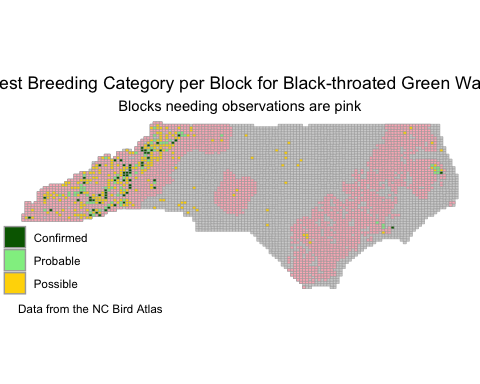 est Breeding Category per Block for Black-throated Green Wa
Blocks needing observations are pink
Confirmed
Probable
Possible
Data from the NC Bird Atlas